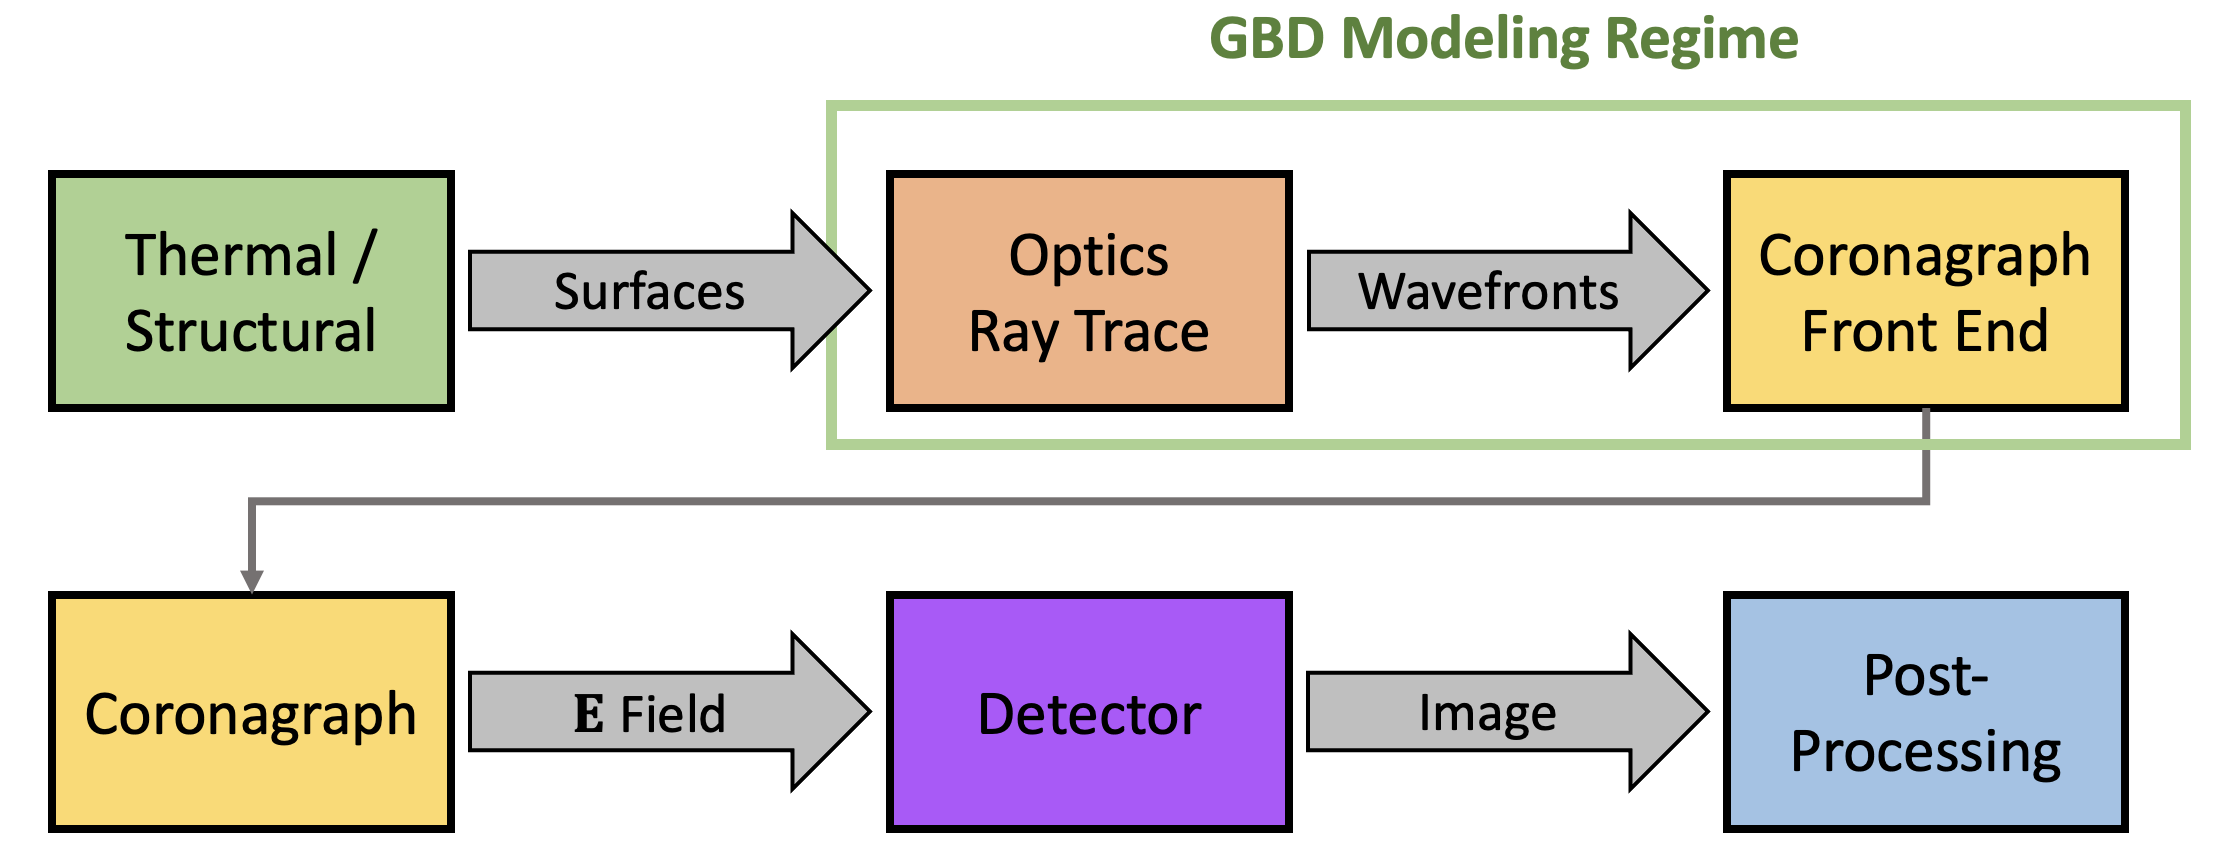 GBD Modeling Regime
Thermal /
Structural
Surfaces
Optics
Ray Trace
Wavefronts
Coronagraph
Front End
Coronagraph
E Field
Detector
Image
Post-
Processing